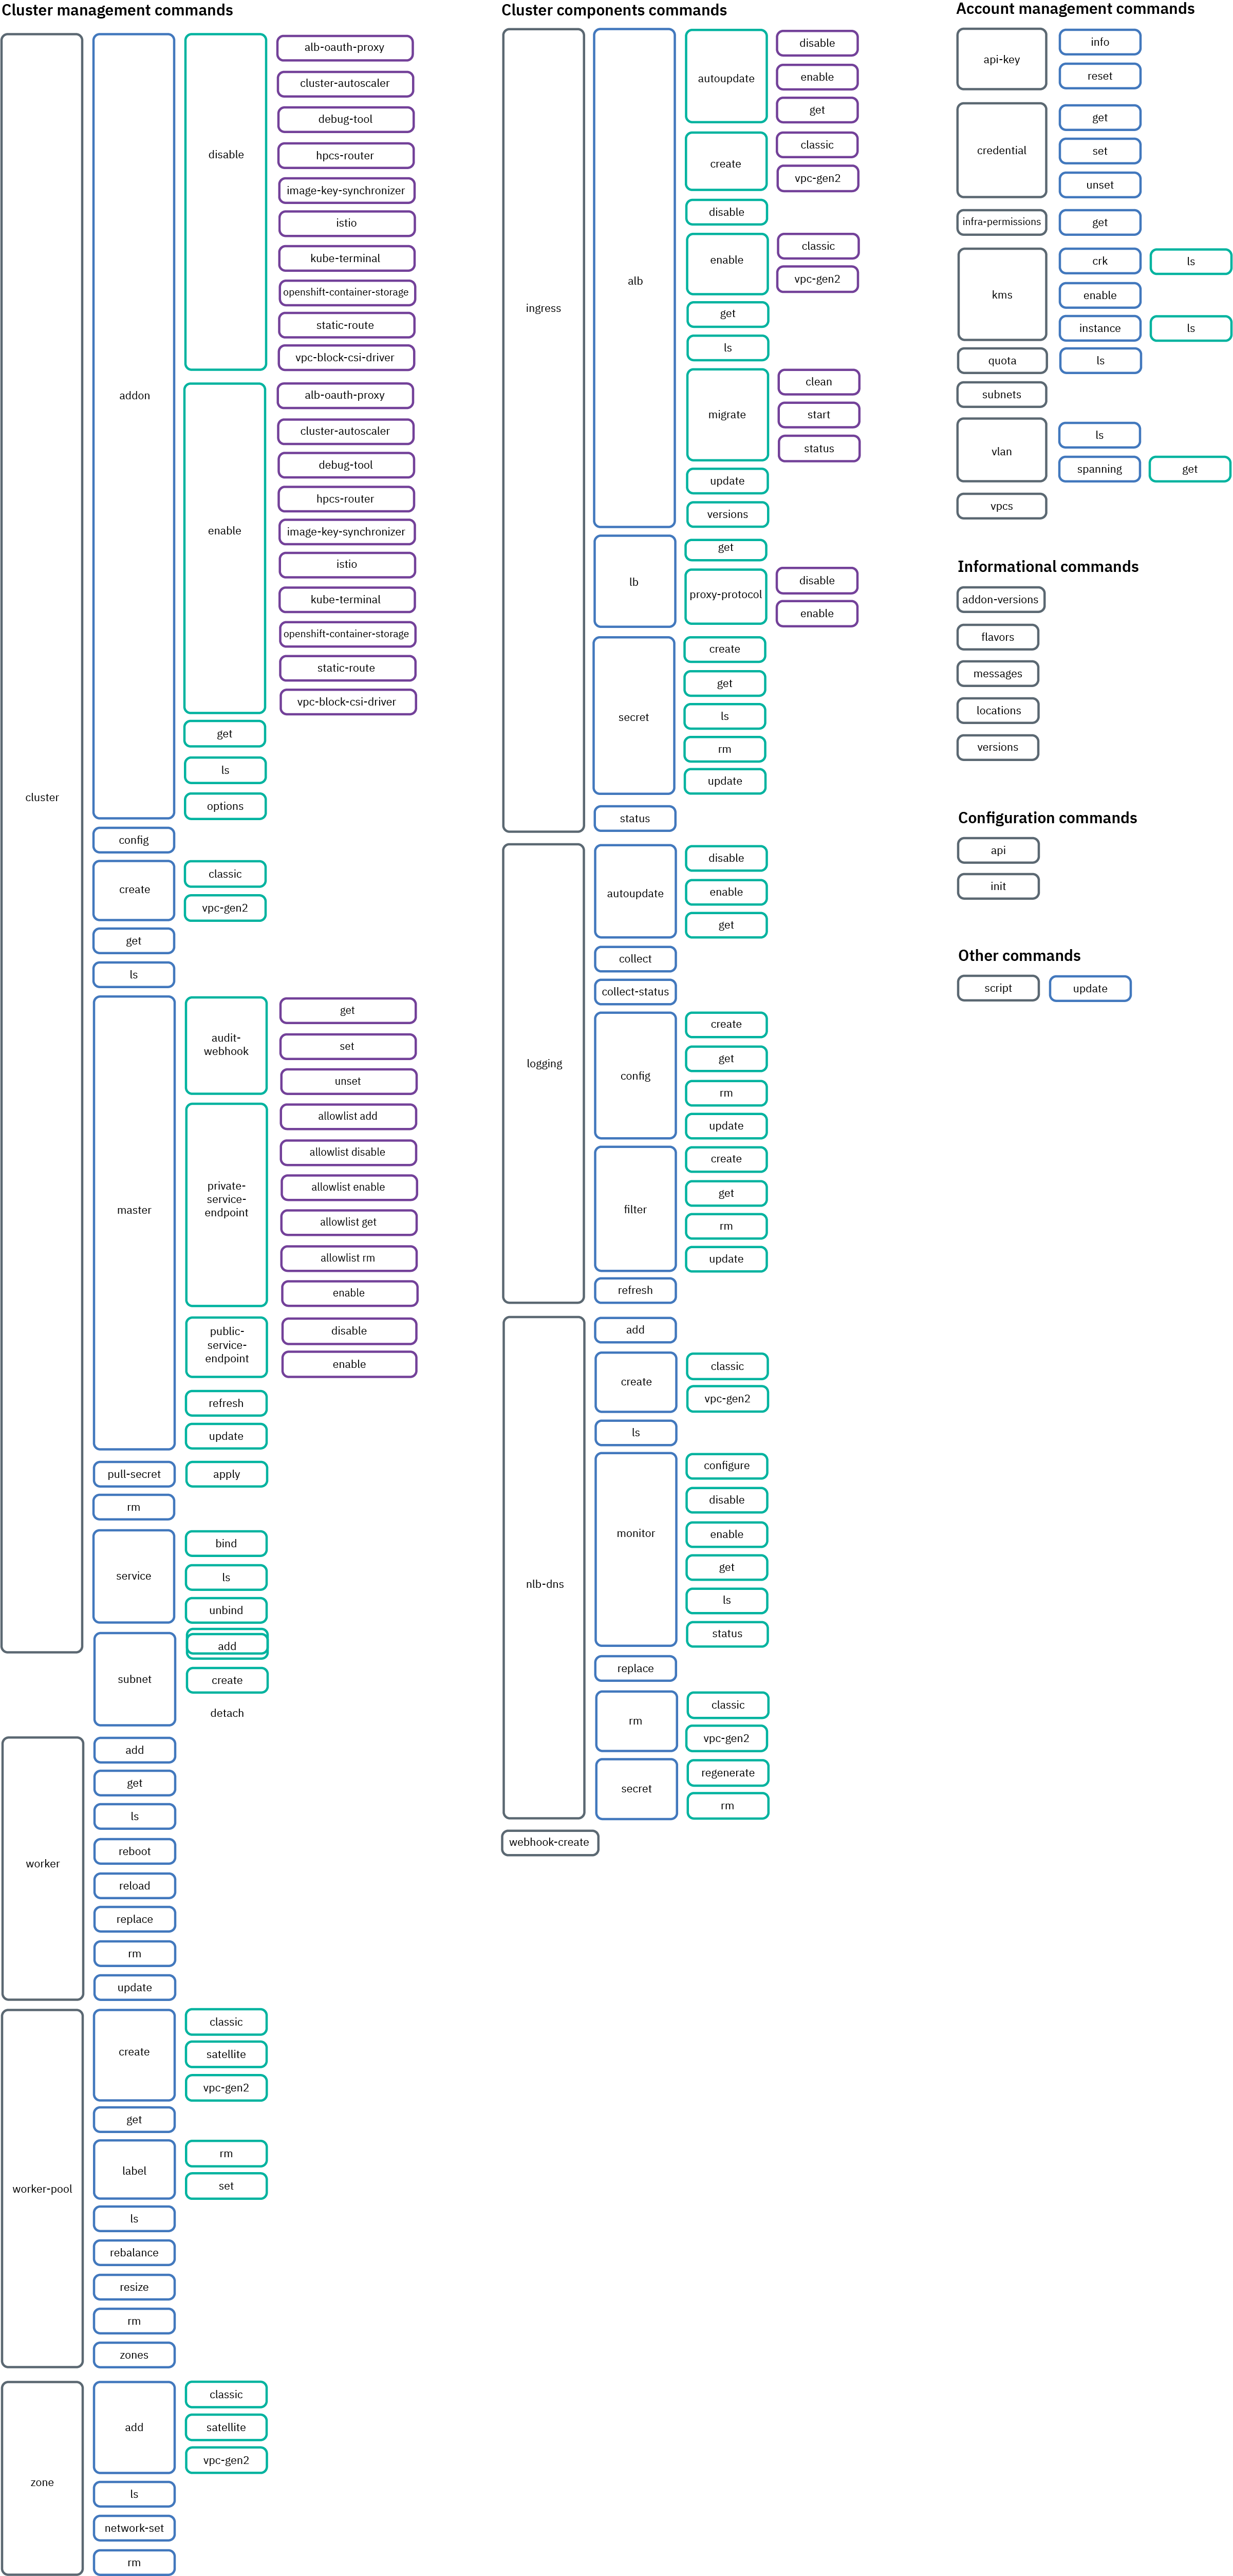 Cluster management commands
cluster
addon
disable
alb-oauth-proxy
cluster-autoscaler
debug-tool
hpcs-router
image-key-synchronizer
istio
kube-terminal
openshift-container-storage
static-route
vpc-block-csi-driver
enable
alb-oauth-proxy
cluster-autoscaler
debug-tool
hpcs-router
image-key-synchronizer
istio
kube-terminal
openshift-container-storage
static-route
vpc-block-csi-driver
get
ls
options
config
create
classic
vpc-gen2
get
ls
master
audit-
webhook
get
set
unset
private-
service-
endpoint
allowlist add
allowlist disable
allowlist enable
allowlist get
allowlist rm
enable
public-
service-
endpoint
disable
enable
refresh
update
pull-secret
apply
rm
service
bind
ls
unbind
subnet
add
create
detach
worker
add
get
ls
reboot
reload
replace
rm
update
worker-pool
create
classic
satellite
vpc-gen2
get
label
rm
set
ls
rebalance
resize
rm
zones
zone
add
classic
satellite
vpc-gen2
ls
network-set
rm
Cluster components commands
ingress
alb
autoupdate
disable
enable
get
create
classic
vpc-gen2
disable
enable
classic
vpc-gen2
get
ls
migrate
clean
start
status
update
versions
lb
get
proxy-protocol
disable
enable
secret
create
get
ls
rm
update
status
logging
autoupdate
disable
enable
get
collect
collect-status
config
create
get
rm
update
filter
create
get
rm
update
refresh
nlb-dns
add
create
classic
vpc-gen2
ls
monitor
configure
disable
enable
get
ls
status
replace
rm
classic
vpc-gen2
secret
regenerate
rm
webhook-create
Account management commands
api-key
info
reset
credential
get
set
unset
infra-permissions
get
kms
crk
ls
enable
instance
ls
quota
ls
subnets
vlan
ls
spanning
get
vpcs
Informational commands
addon-versions
flavors
messages
locations
versions
Configuration commands
api
init
Other commands
script
update